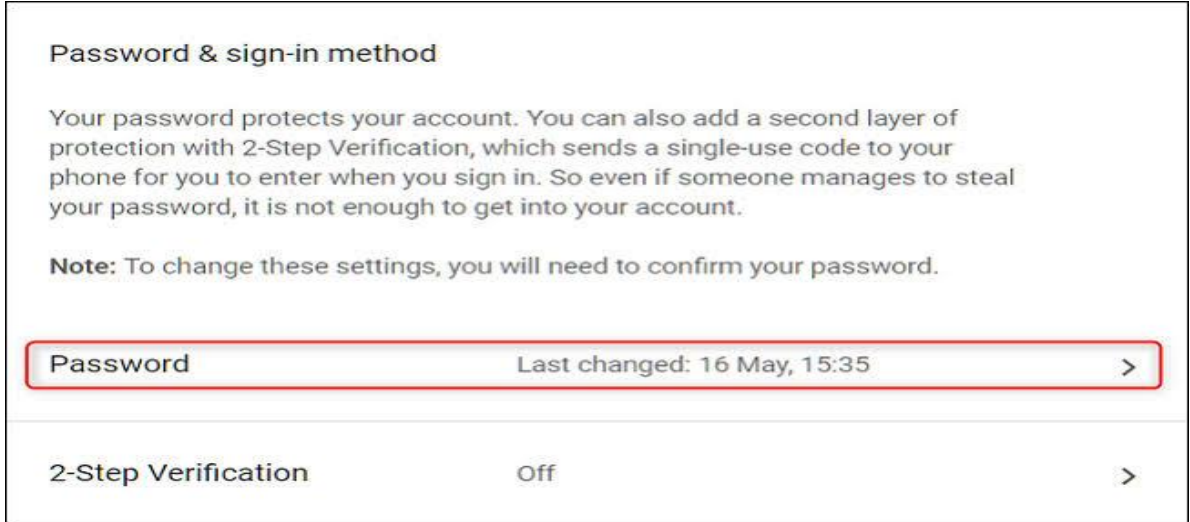 Password & sign-in method
Your password protects your account. You can also add a second layer of
protection with 2-Step Verification, which sends a single-use code to your
phone for you to enter when you sign in. So even if someone manages to steal
your password, it is not enough to get into your account.
Note: To change these settings, you will need to confirm your password.
Password Last changed: 16 May, 15:35
2-Step Verification Off